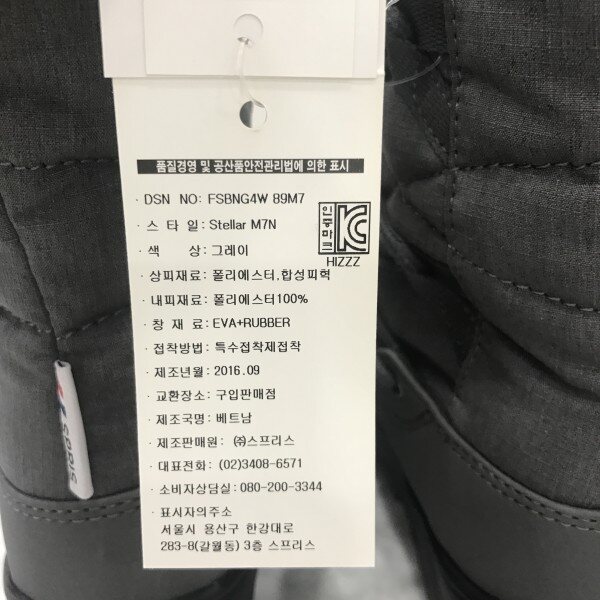 품질경영 및 공산품안전관리법에 의한 표시
· DSN NO: FSBNG4W 89M7
· 스 타 일: Stellar M7N
· 색 상: 그레이
인증마크
KC
HIZZZ
· 상피재료: 폴리에스터,합성피혁
· 내피재료: 폴리에스터100%
· 창 재 료: EVA+RUBBER
· 접착방법: 특수접착제접착
· 제조년월: 2016.09
· 교환장소: 구입판매점
· 제조국명: 베트남
· 제조판매원: ㈜스프리스
· 대표전화: (02)3408-6571
· 소비자상담실: 080-200-3344
· 표시자의주소
서울시 용산구 한강대로
283-8(갈월동) 3층 스프리스
SPRIS